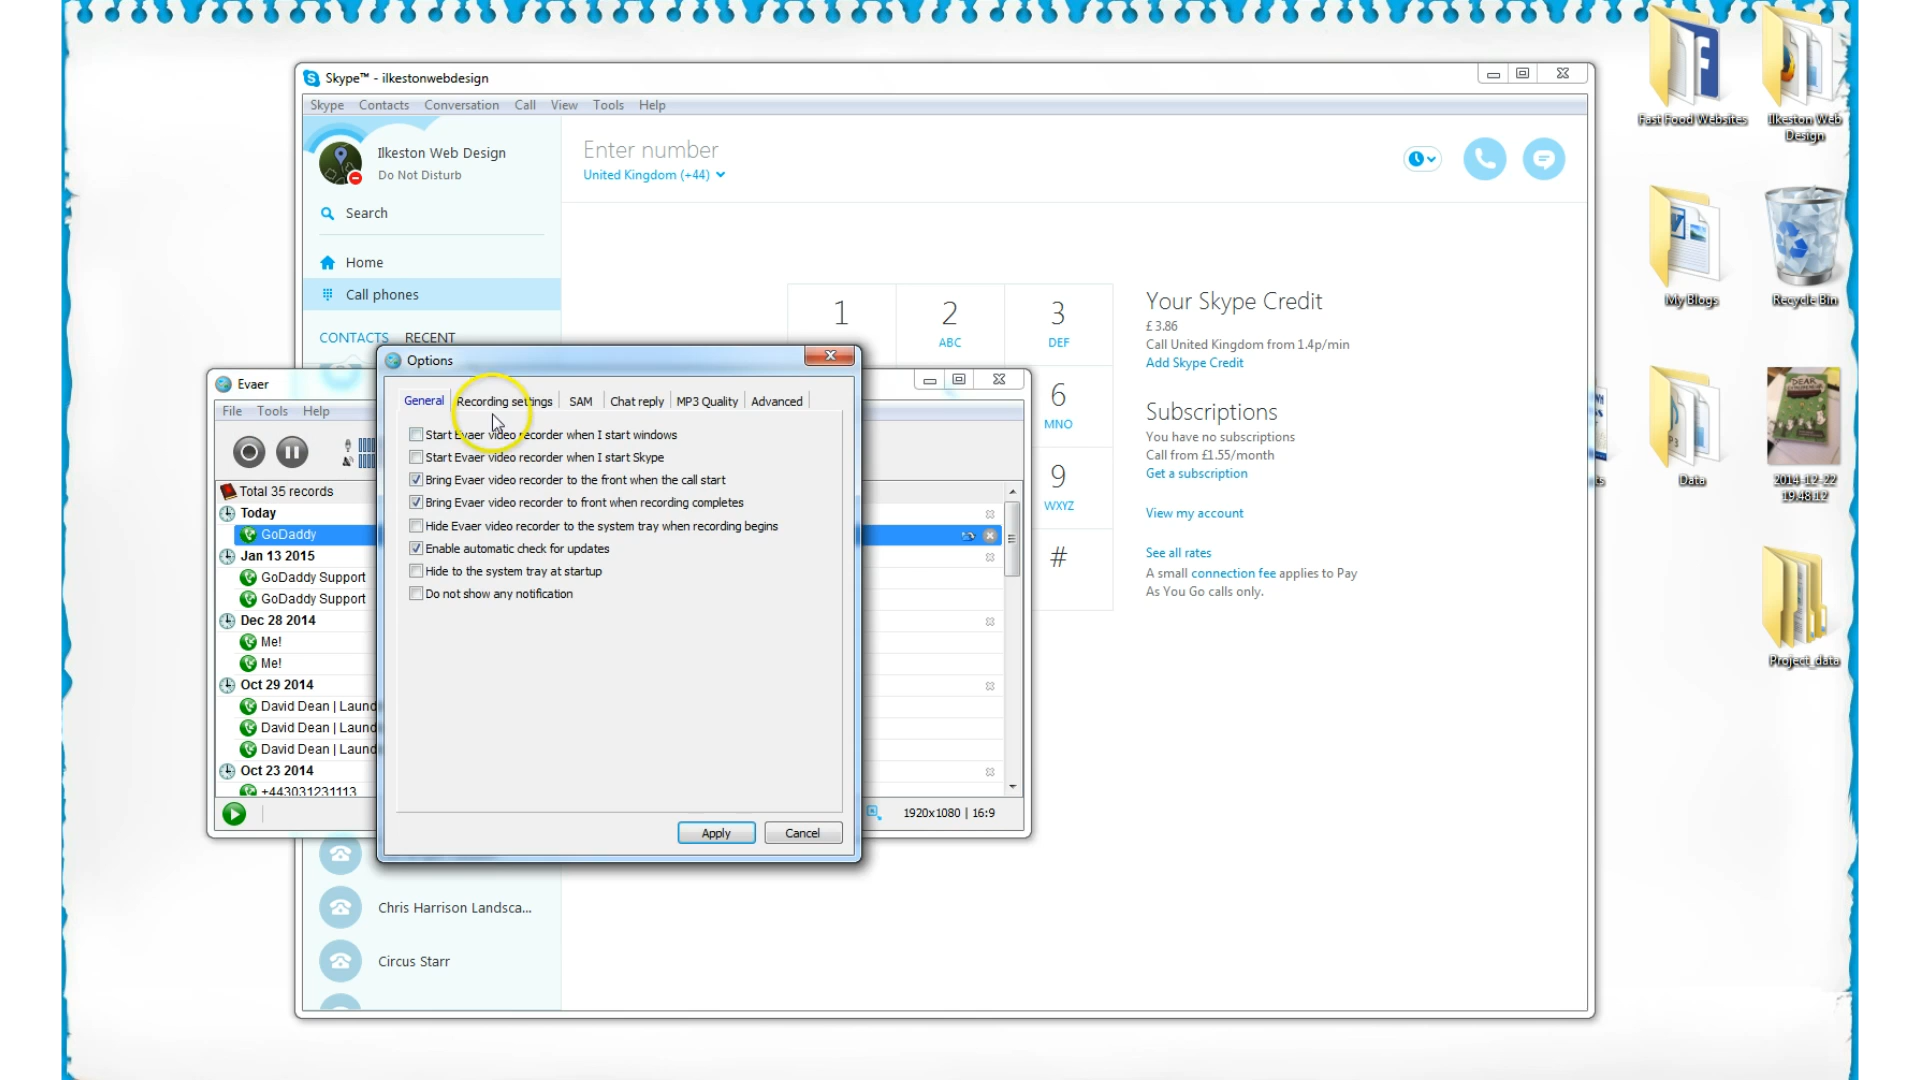 Skype™ - ilkestonwebdesign
Skype Contacts Conversation Call View Tools Help
Ilkeston Web Design
Do Not Disturb
Search
Home
Call phones
CONTACTS RECENT
Enter number
United Kingdom (+44)
1
2
ABC
3
DEF
6
MNO
9
WXYZ
#
Your Skype Credit
£ 3.86
Call United Kingdom from 1.4p/min
Add Skype Credit
Subscriptions
You have no subscriptions
Call from £1.55/month
Get a subscription
View my account
See all rates
A small connection fee applies to Pay
As You Go calls only.
Evaer
File Tools Help
Total 35 records
Today
GoDaddy
Jan 13 2015
GoDaddy Support
GoDaddy Support
Dec 28 2014
Me!
Me!
Oct 29 2014
David Dean | Laund
David Dean | Laund
David Dean | Laund
Oct 23 2014
+443031231113
1920x1080 | 16:9
Options
General Recording settings SAM Chat reply MP3 Quality Advanced
Start Evaer video recorder when I start windows
Start Evaer video recorder when I start Skype
Bring Evaer video recorder to the front when the call start
Bring Evaer video recorder to front when recording completes
Hide Evaer video recorder to the system tray when recording begins
Enable automatic check for updates
Hide to the system tray at startup
Do not show any notification
Apply Cancel
Chris Harrison Landsca...
Circus Starr
Fast Food Websites
Ilkeston Web
Design
My Blogs
Recycle Bin
Data
2014-12-22
19.48.12
Project_data
DEAR